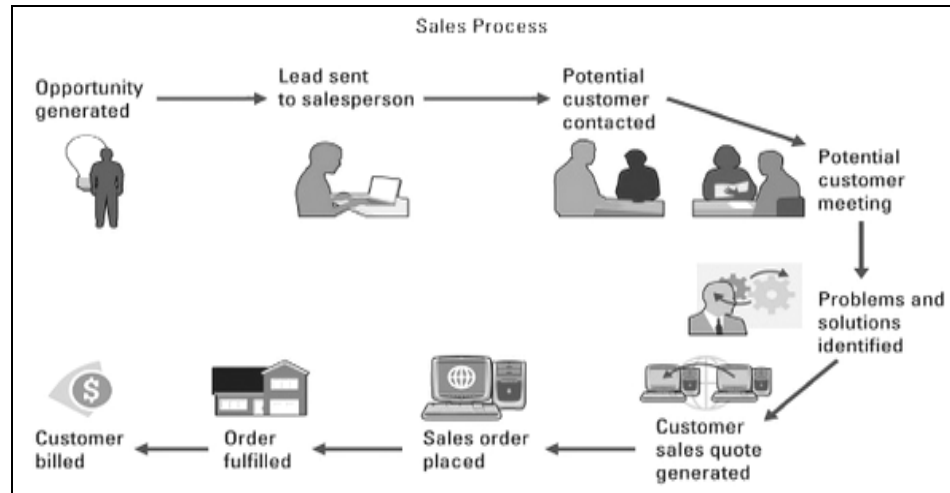 Sales Process
Opportunity
generated
Lead sent
to salesperson
Potential
customer
contacted
Potential
customer
meeting
Problems and
solutions
identified
Customer
sales quote
generated
Sales order
placed
Order
fulfilled
Customer
billed
$